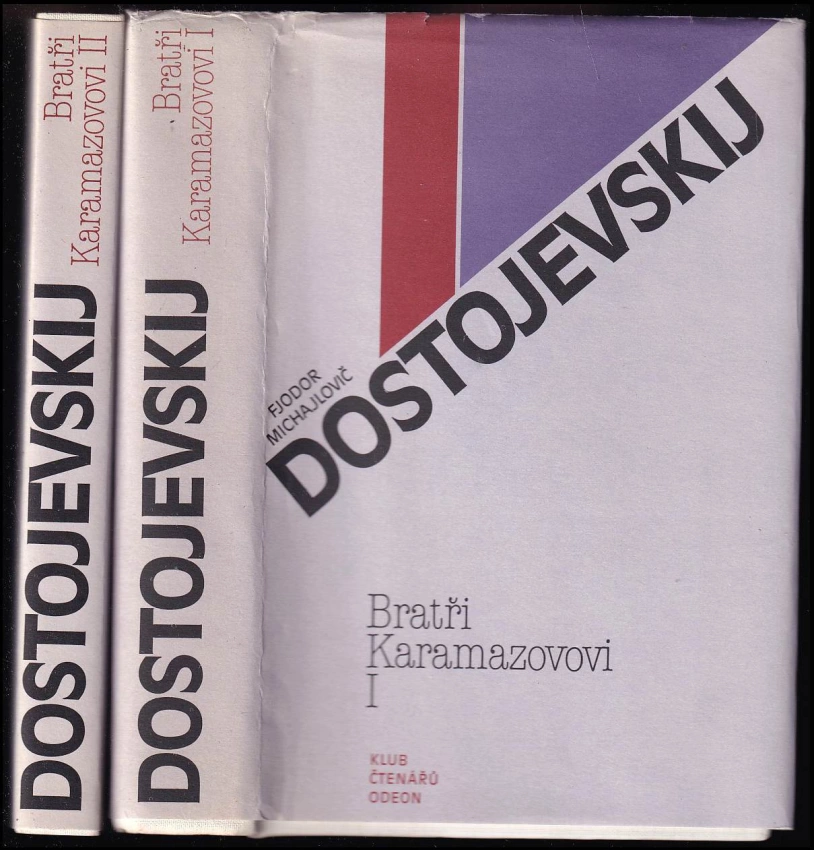 Bratři
Karamazovovi II
DOSTOJEVSKIJ
Bratři
Karamazovovi I
DOSTOJEVSKIJ
FJODOR
MICHAJLOVIČ
DOSTOJEVSKIJ
Bratři
Karamazovovi
I
KLUB
ČTENÁŘŮ
ODEON